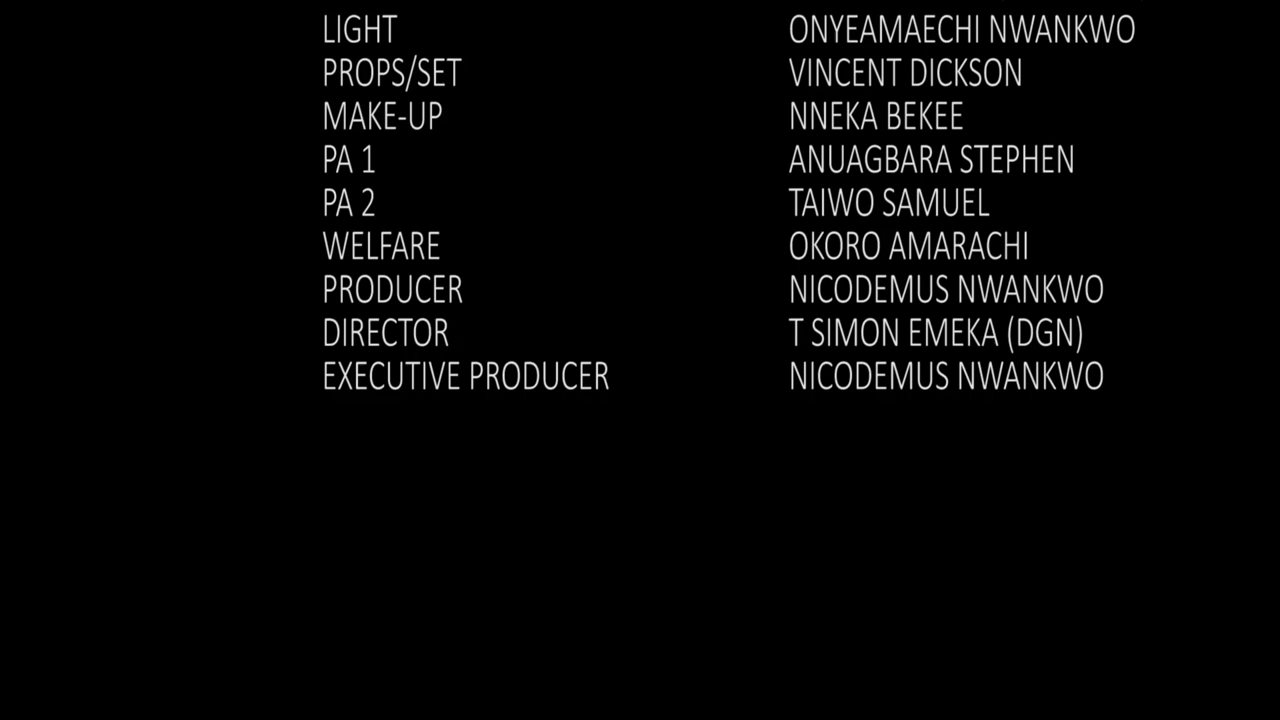 LIGHT ONYEAMAECHI NWANKWO
PROPS/SET VINCENT DICKSON
MAKE-UP NNEKA BEKEE
PA 1 ANUAGBARA STEPHEN
PA 2 TAIWO SAMUEL
WELFARE OKORO AMARACHI
PRODUCER NICODEMUS NWANKWO
DIRECTOR T SIMON EMEKA (DGN)
EXECUTIVE PRODUCER NICODEMUS NWANKWO